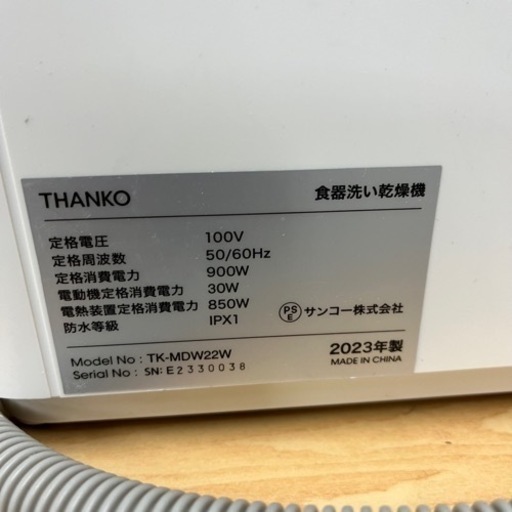 THANKO 食器洗い乾燥機
定格電圧 100V
定格周波数 50/60Hz
定格消費電力 900W
電動機定格消費電力 30W
電熱装置定格消費電力 850W
防水等級 IPX1
PSE サンコー株式会社
Model No : TK-MDW22W 2023年製
Serial No : SN: E2330038 MADE IN CHINA